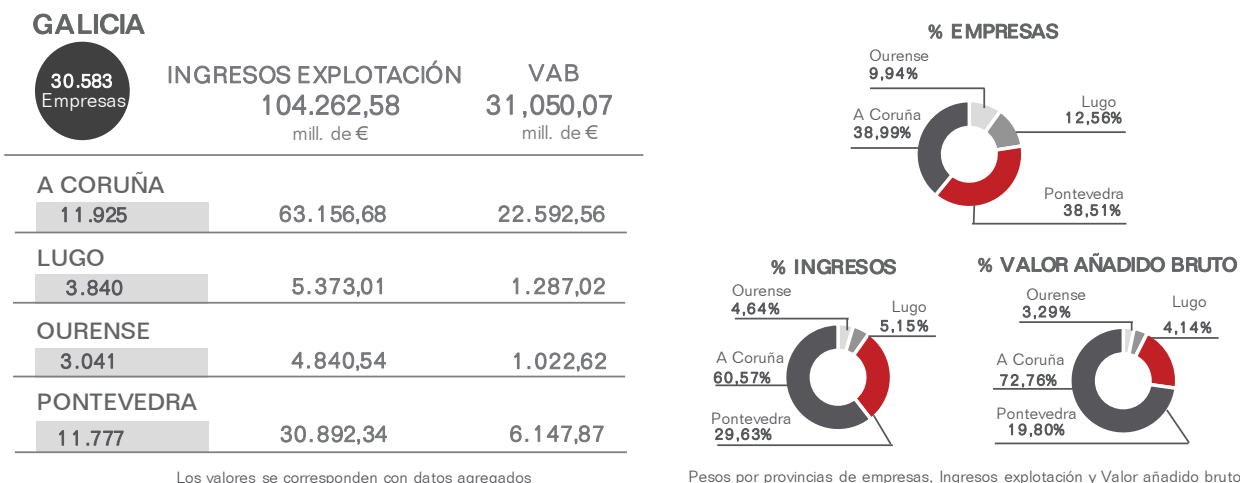 GALICIA
30.583
Empresas
INGRESOS EXPLOTACIÓN
104.262,58
mill. de €
VAB
31,050,07
mill. de €
A CORUÑA
11.925 63.156,68 22.592,56
LUGO
3.840 5.373,01 1.287,02
OURENSE
3.041 4.840,54 1.022,62
PONTEVEDRA
11.777 30.892,34 6.147,87
Los valores se corresponden con datos agregados
% EMPRESAS
Ourense
9,94%
Lugo
12,56%
A Coruña
38,99%
Pontevedra
38,51%
% INGRESOS
Ourense
4,64%
Lugo
5,15%
A Coruña
60,57%
Pontevedra
29,63%
% VALOR AÑADIDO BRUTO
Ourense
3,29%
Lugo
4,14%
A Coruña
72,76%
Pontevedra
19,80%
Pesos por provincias de empresas, Ingresos explotación y Valor añadido bruto